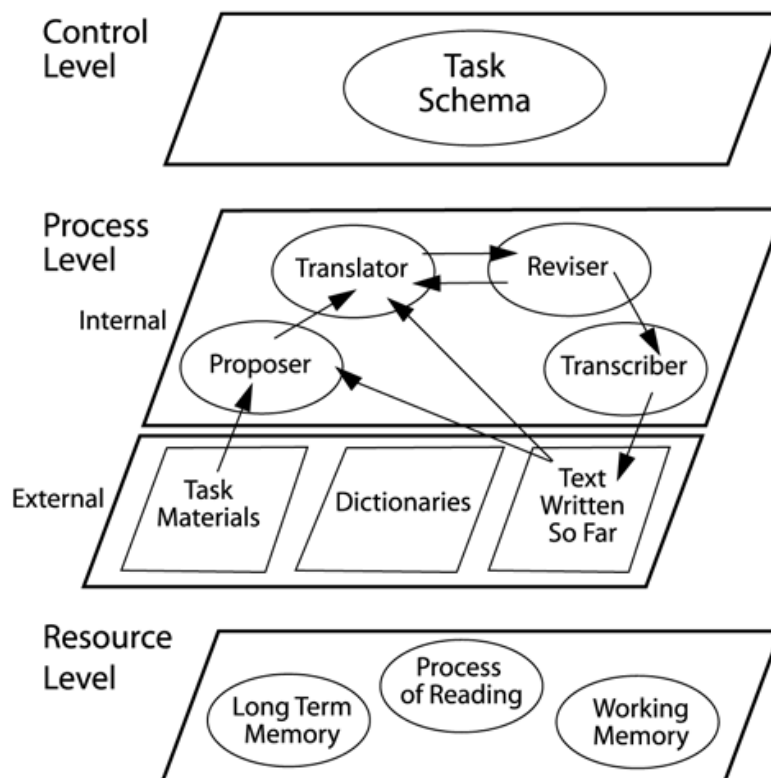 Control
Level
Task
Schema
Process
Level
Internal
Translator
Reviser
Proposer
Transcriber
External
Task
Materials
Dictionaries
Text
Written
So Far
Resource
Level
Long Term
Memory
Process
of Reading
Working
Memory